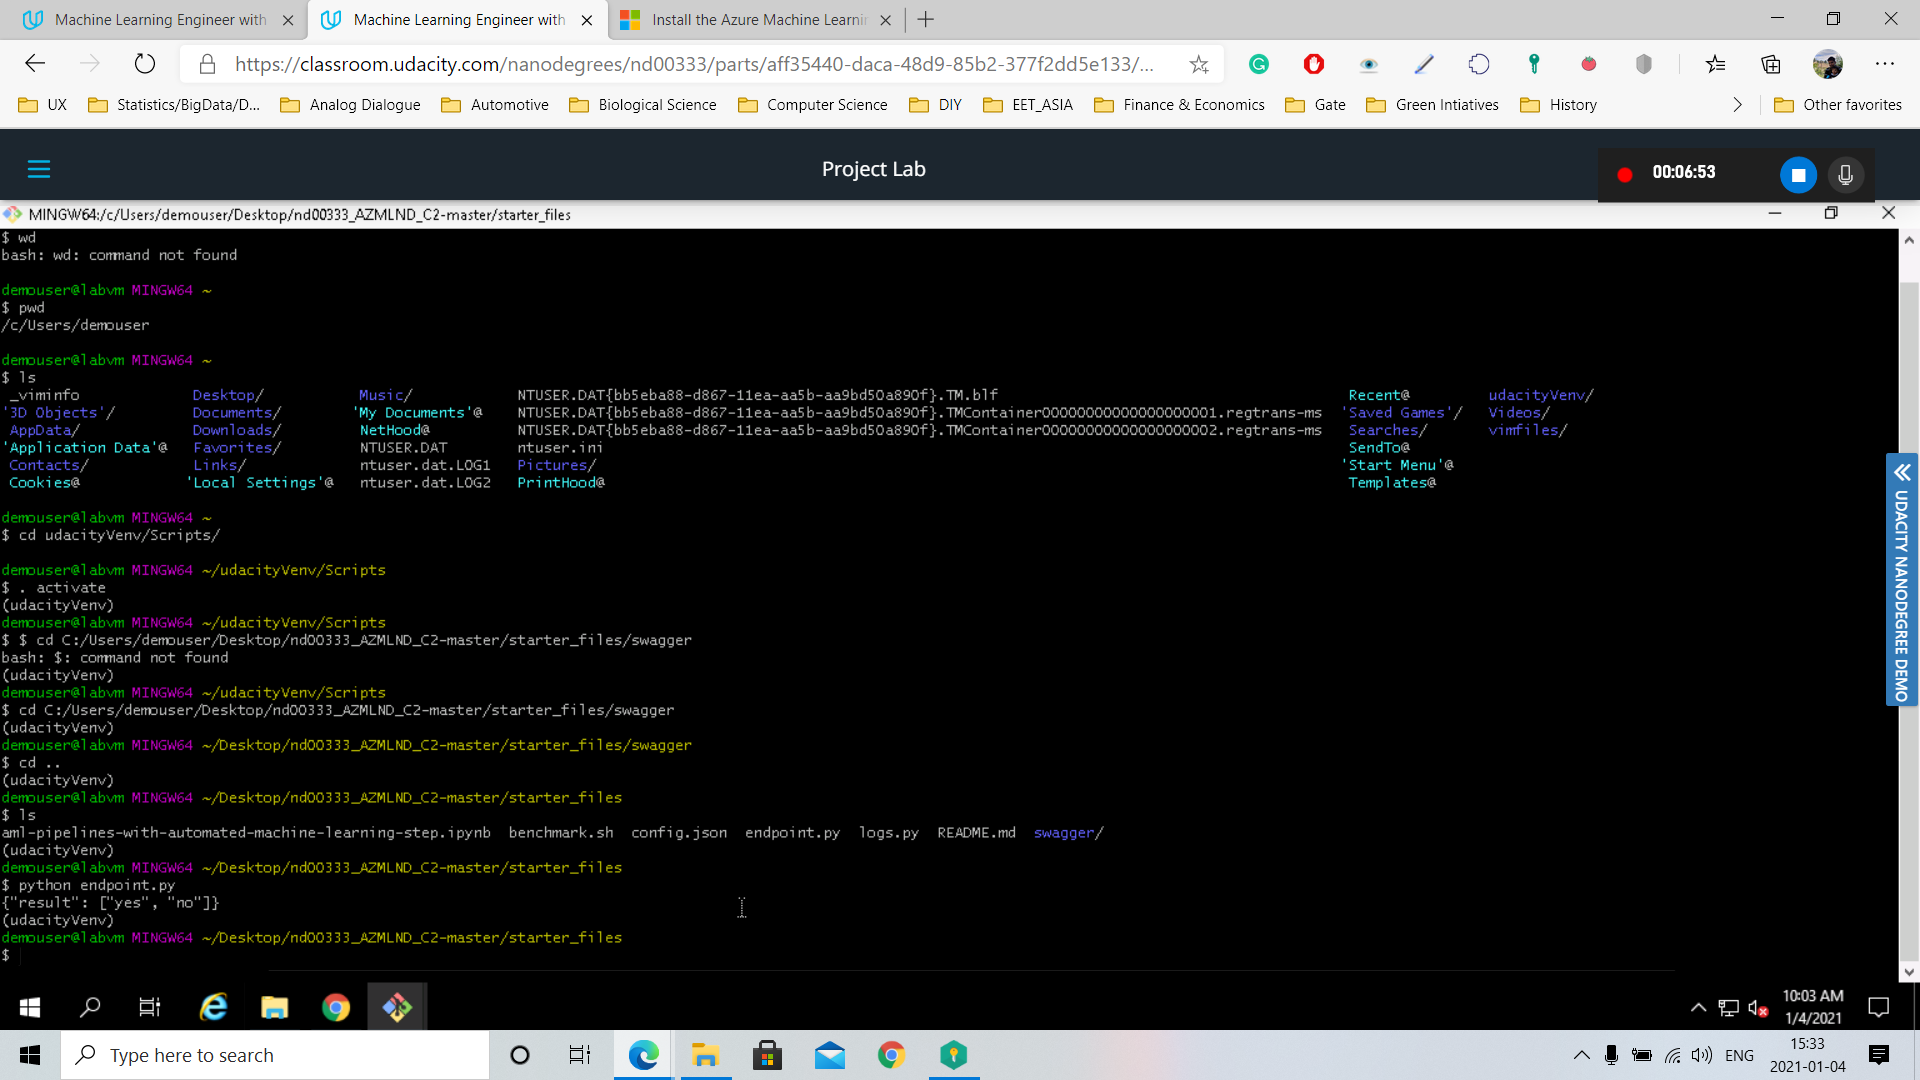 Machine Learning Engineer with
Machine Learning Engineer with
Install the Azure Machine Learnin
https://classroom.udacity.com/nanodegrees/nd00333/parts/aff35440-daca-48d9-85b2-377f2dd5e133/...
UX
Statistics/BigData/D...
Analog Dialogue
Automotive
Biological Science
Computer Science
DIY
EET_ASIA
Finance & Economics
Gate
Green Intiatives
History
Other favorites
Project Lab
00:06:53
MINGW64:/c/Users/demouser/Desktop/nd00333_AZMLND_C2-master/starter_files
$ wd
bash: wd: command not found
demouser@labvm MINGW64 ~
$ pwd
/c/Users/demouser
demouser@labvm MINGW64 ~
$ ls
_viminfo Desktop/ Music/ NTUSER.DAT{bb5eba88-d867-11ea-aa5b-aa9bd50a890f}.TM.blf Recent@ udacityVenv/
'3D Objects'/ Documents/ 'My Documents'@ NTUSER.DAT{bb5eba88-d867-11ea-aa5b-aa9bd50a890f}.TMContainer00000000000000000001.regtrans-ms 'Saved Games'/ Videos/
AppData/ Downloads/ NetHood@ NTUSER.DAT{bb5eba88-d867-11ea-aa5b-aa9bd50a890f}.TMContainer00000000000000000002.regtrans-ms Searches/ vimfiles/
'Application Data'@ Favorites/ NTUSER.DAT ntuser.ini SendTo@
Contacts/ Links/ ntuser.dat.LOG1 Pictures/ 'Start Menu'@
Cookies@ 'Local Settings'@ ntuser.dat.LOG2 PrintHood@ Templates@
demouser@labvm MINGW64 ~
$ cd udacityVenv/Scripts/
demouser@labvm MINGW64 ~/udacityVenv/Scripts
$ . activate
(udacityVenv)
demouser@labvm MINGW64 ~/udacityVenv/Scripts
$ $ cd C:/Users/demouser/Desktop/nd00333_AZMLND_C2-master/starter_files/swagger
bash: $: command not found
(udacityVenv)
demouser@labvm MINGW64 ~/udacityVenv/Scripts
$ cd C:/Users/demouser/Desktop/nd00333_AZMLND_C2-master/starter_files/swagger
(udacityVenv)
demouser@labvm MINGW64 ~/Desktop/nd00333_AZMLND_C2-master/starter_files/swagger
$ cd ..
(udacityVenv)
demouser@labvm MINGW64 ~/Desktop/nd00333_AZMLND_C2-master/starter_files
$ ls
aml-pipelines-with-automated-machine-learning-step.ipynb benchmark.sh config.json endpoint.py logs.py README.md swagger/
(udacityVenv)
demouser@labvm MINGW64 ~/Desktop/nd00333_AZMLND_C2-master/starter_files
$ python endpoint.py
{"result": ["yes", "no"]}
(udacityVenv)
demouser@labvm MINGW64 ~/Desktop/nd00333_AZMLND_C2-master/starter_files
$
UDACITY NANODEGREE DEMO
10:03 AM
1/4/2021
Type here to search
ENG
15:33
2021-01-04